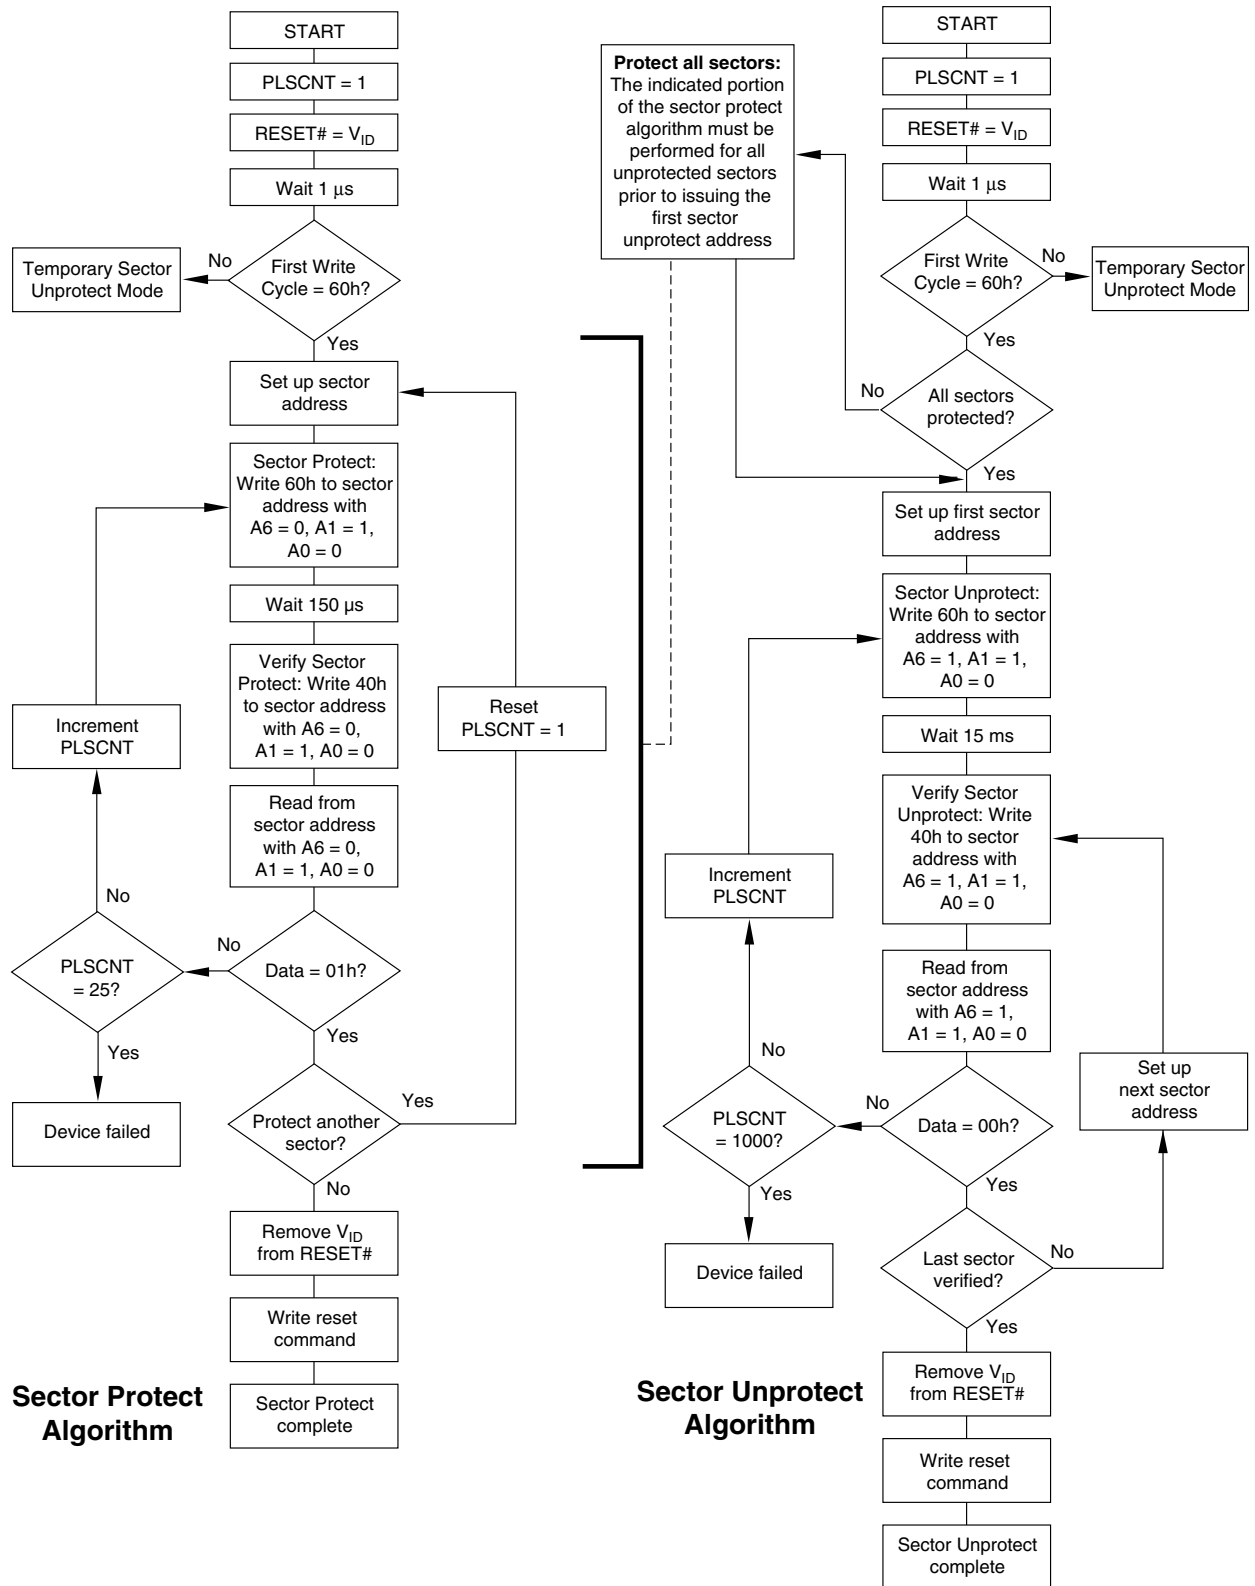 START
PLSCNT = 1
RESET# = VID
Wait 1 μs
First Write
Cycle = 60h?
No
Temporary Sector
Unprotect Mode
Yes
Set up sector
address
Sector Protect:
Write 60h to sector
address with
A6 = 0, A1 = 1,
A0 = 0
Wait 150 µs
Verify Sector
Protect: Write 40h
to sector address
with A6 = 0,
A1 = 1, A0 = 0
Increment
PLSCNT
Reset
PLSCNT = 1
Read from
sector address
with A6 = 0,
A1 = 1, A0 = 0
No
PLSCNT
= 25?
No
Data = 01h?
Yes
Yes
Device failed
Protect another
sector?
Yes
No
Remove VID
from RESET#
Write reset
command
Sector Protect
complete
Sector Protect
Algorithm
Protect all sectors:
The indicated portion
of the sector protect
algorithm must be
performed for all
unprotected sectors
prior to issuing the
first sector
unprotect address
START
PLSCNT = 1
RESET# = VID
Wait 1 μs
First Write
Cycle = 60h?
No
Temporary Sector
Unprotect Mode
Yes
No
All sectors
protected?
Yes
Set up first sector
address
Sector Unprotect:
Write 60h to sector
address with
A6 = 1, A1 = 1,
A0 = 0
Wait 15 ms
Verify Sector
Unprotect: Write
40h to sector
address with
A6 = 1, A1 = 1,
A0 = 0
Increment
PLSCNT
Read from
sector address
with A6 = 1,
A1 = 1, A0 = 0
No
Set up
next sector
address
PLSCNT
= 1000?
No
Data = 00h?
Yes
Yes
Device failed
Last sector
verified?
No
Yes
Remove VID
from RESET#
Write reset
command
Sector Unprotect
complete
Sector Unprotect
Algorithm